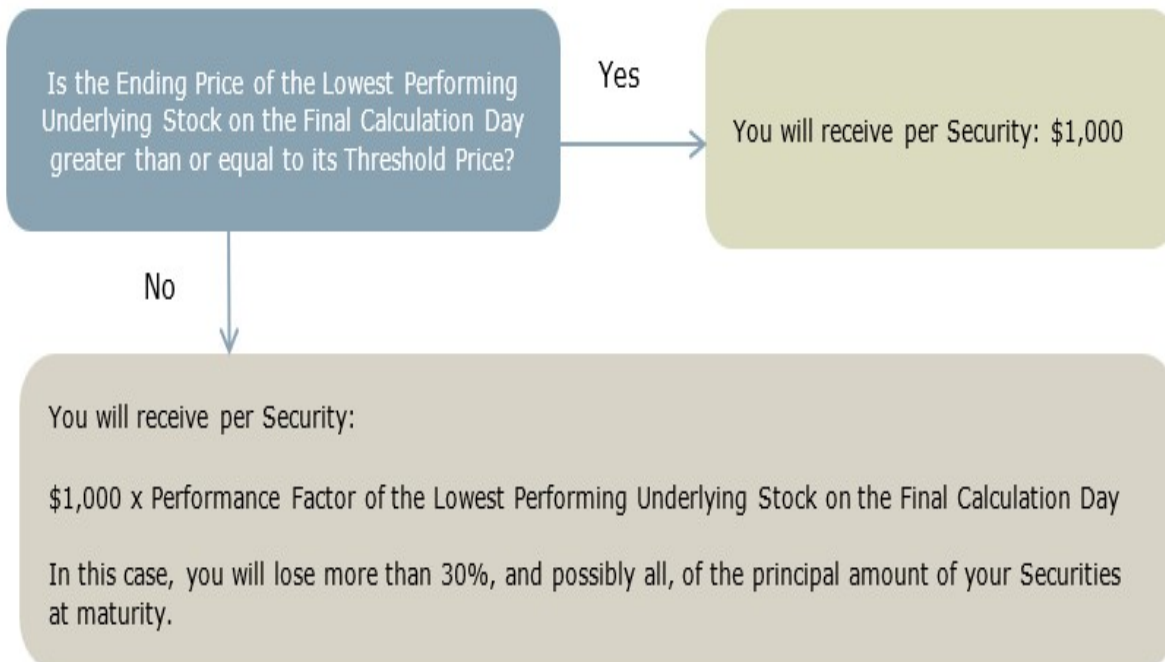 Is the Ending Price of the Lowest Performing
Underlying Stock on the Final Calculation Day
greater than or equal to its Threshold Price?
Yes
You will receive per Security: $1,000
No
You will receive per Security:
$1,000 x Performance Factor of the Lowest Performing Underlying Stock on the Final Calculation Day
In this case, you will lose more than 30%, and possibly all, of the principal amount of your Securities
at maturity.